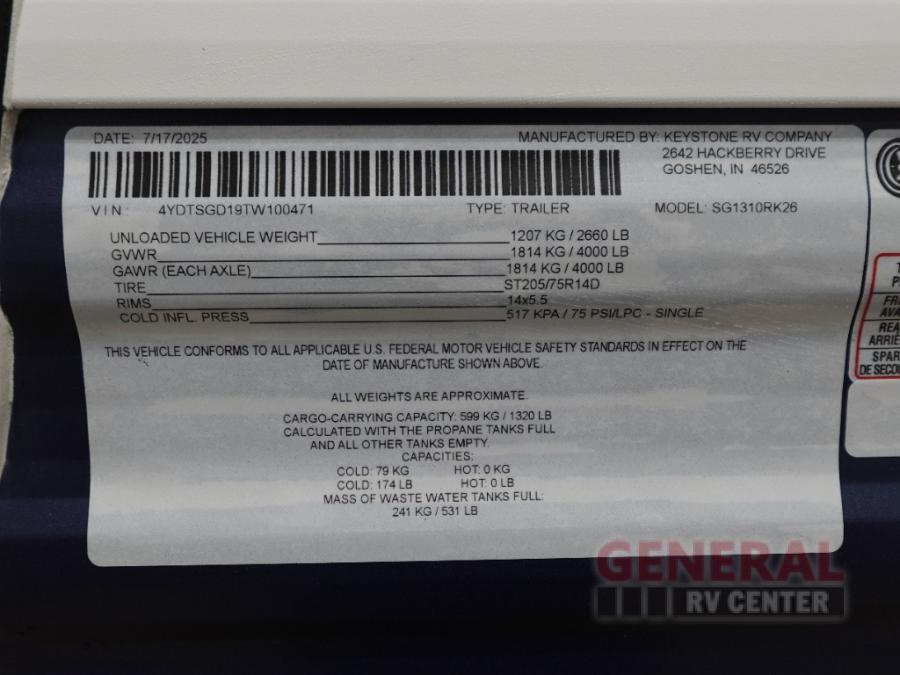 DATE: 7/17/2025 MANUFACTURED BY: KEYSTONE RV COMPANY
2642 HACKBERRY DRIVE
GOSHEN, IN 46526
VIN: 4YDTSGD19TW100471 TYPE: TRAILER MODEL: SG1310RK26
UNLOADED VEHICLE WEIGHT 1207 KG / 2660 LB
GVWR 1814 KG / 4000 LB
GAWR (EACH AXLE) 1814 KG / 4000 LB
TIRE ST205/75R14D
RIMS 14x5.5
COLD INFL. PRESS 517 KPA / 75 PSI/LPC - SINGLE
THIS VEHICLE CONFORMS TO ALL APPLICABLE U.S. FEDERAL MOTOR VEHICLE SAFETY STANDARDS IN EFFECT ON THE
DATE OF MANUFACTURE SHOWN ABOVE.
ALL WEIGHTS ARE APPROXIMATE.
CARGO-CARRYING CAPACITY: 599 KG / 1320 LB
CALCULATED WITH THE PROPANE TANKS FULL
AND ALL OTHER TANKS EMPTY.
CAPACITIES:
COLD: 79 KG HOT: 0 KG
COLD: 174 LB HOT: 0 LB
MASS OF WASTE WATER TANKS FULL:
241 KG / 531 LB
REA
ARRIÈ
SPAR
DE SECOU
GENERAL
RV CENTER